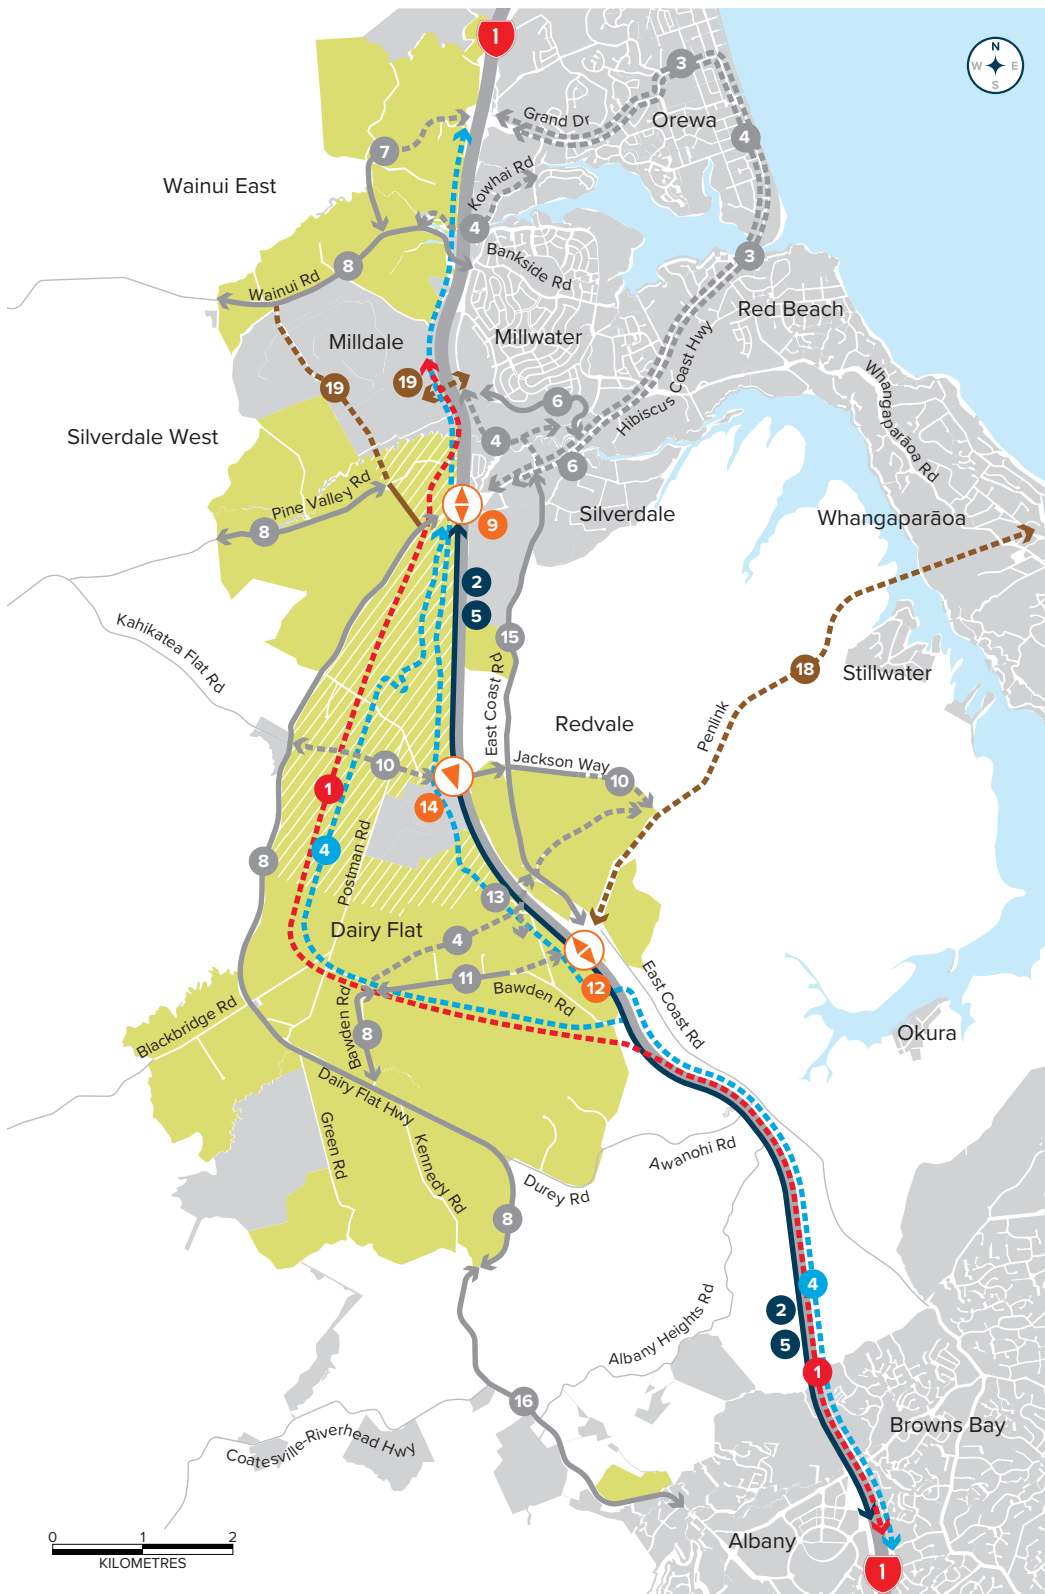 1
N
W E
S
3
Grand Dr
Orewa
4
7
Wainui East
Kowhai Rd
4
Bankside Rd
3
8
Wainui Rd
Red Beach
Milldale
Millwater
Hibiscus Coast Hwy
Whangaparāoa Rd
19
19
6
Silverdale West
4
6
Pine Valley Rd
Silverdale
Whangaparāoa
9
8
2
5
Kahikatea Flat Rd
15
East Coast Rd
18
Stillwater
Penlink
Redvale
Jackson Way
10
10
1
14
4
Postman Rd
8
13
Dairy Flat
4
11
12
Bawden Rd
East Coast Rd
Blackbridge Rd
Bawden Rd
8
Okura
Dairy Flat Hwy
Green Rd
Kennedy Rd
Awanohi Rd
Durey Rd
8
4
2
5
Albany Heights Rd
1
16
Browns Bay
Coatesville-Riverhead Hwy
Albany
0 1 2
KILOMETRES
1